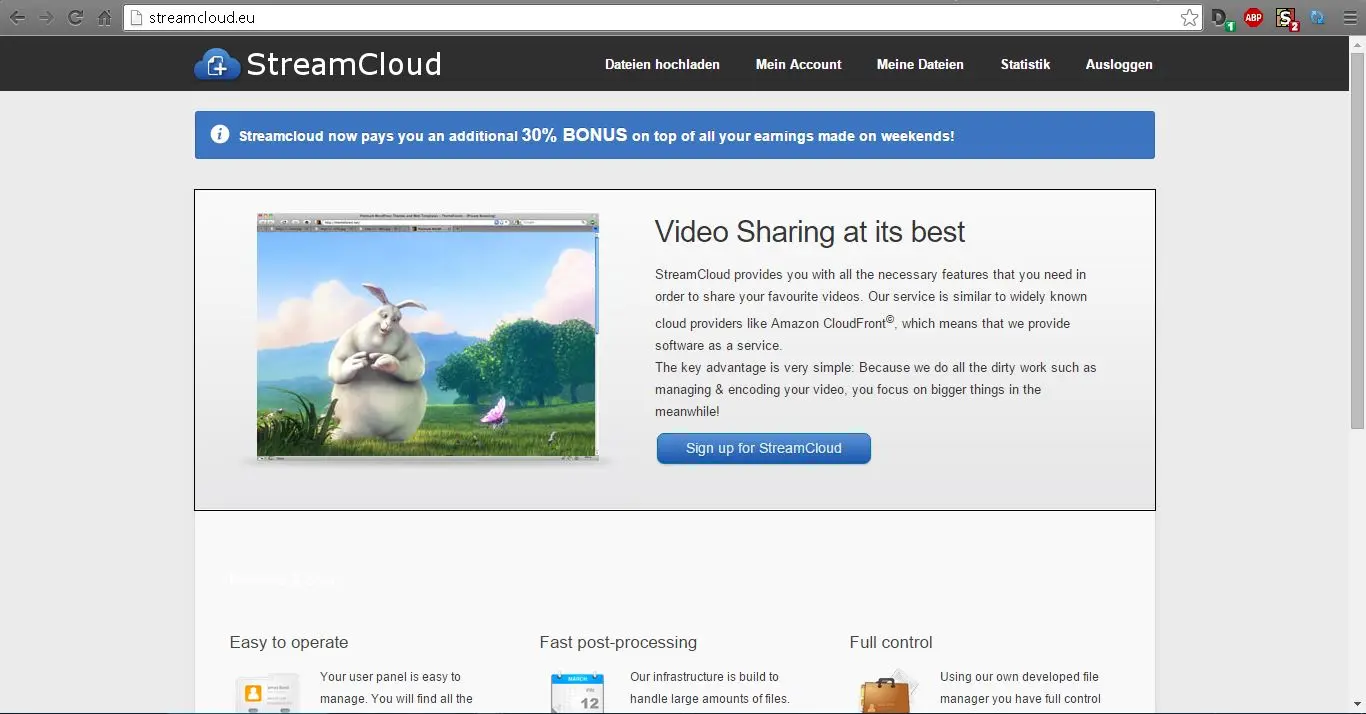 streamcloud.eu
1
ABP
S
2
StreamCloud
Dateien hochladen
Mein Account
Meine Dateien
Statistik
Ausloggen
Streamcloud now pays you an additional 30% BONUS on top of all your earnings made on weekends!
Video Sharing at its best
StreamCloud provides you with all the necessary features that you need in
order to share your favourite videos. Our service is similar to widely known
cloud providers like Amazon CloudFront©, which means that we provide
software as a service.
The key advantage is very simple: Because we do all the dirty work such as
managing & encoding your video, you focus on bigger things in the
meanwhile!
Sign up for StreamCloud
Easy to operate
Your user panel is easy to
manage. You will find all the
Fast post-processing
MARCH
FRI
12
Our infrastructure is build to
handle large amounts of files.
Full control
Using our own developed file
manager you have full control